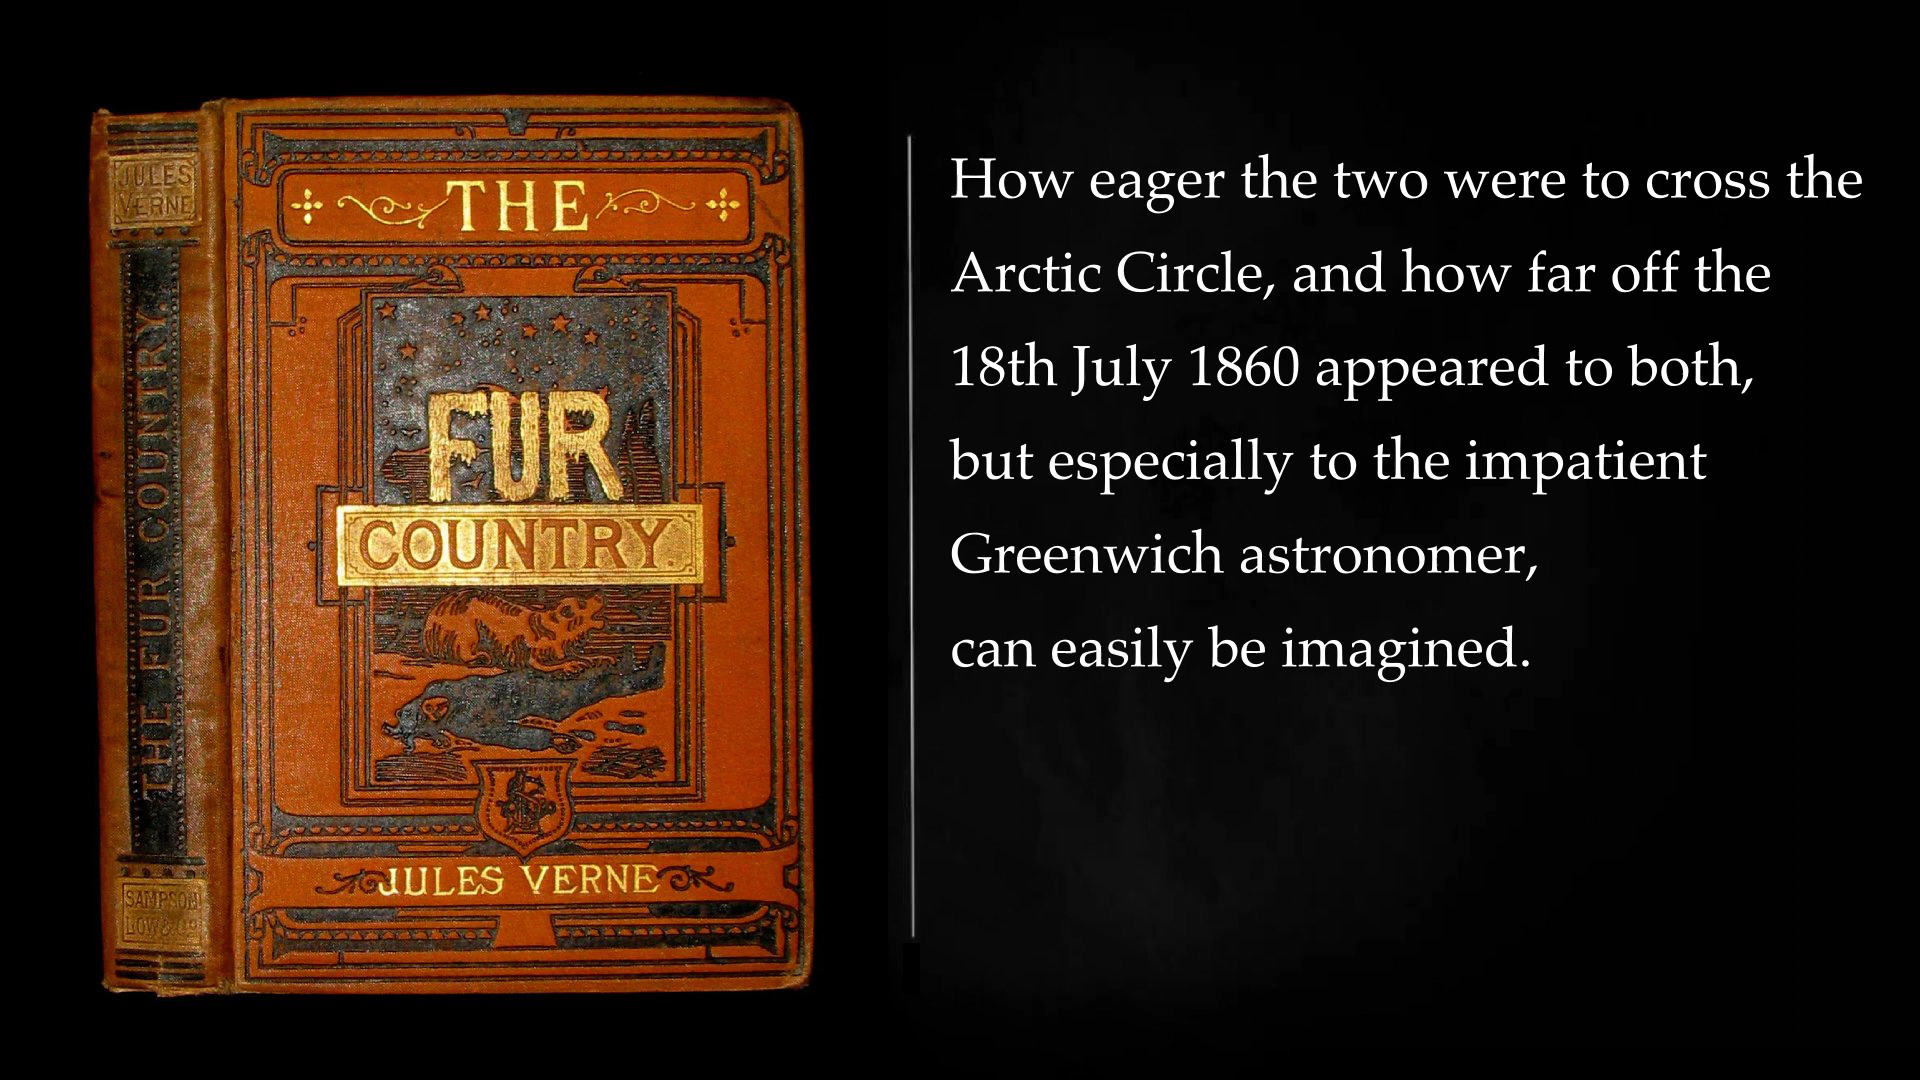 JULES
VERNE
THE FUR COUNTRY.
SAMPSON
LOW & Co
THE
FUR
COUNTRY.
JULES VERNE
How eager the two were to cross the
Arctic Circle, and how far off the
18th July 1860 appeared to both,
but especially to the impatient
Greenwich astronomer,
can easily be imagined.